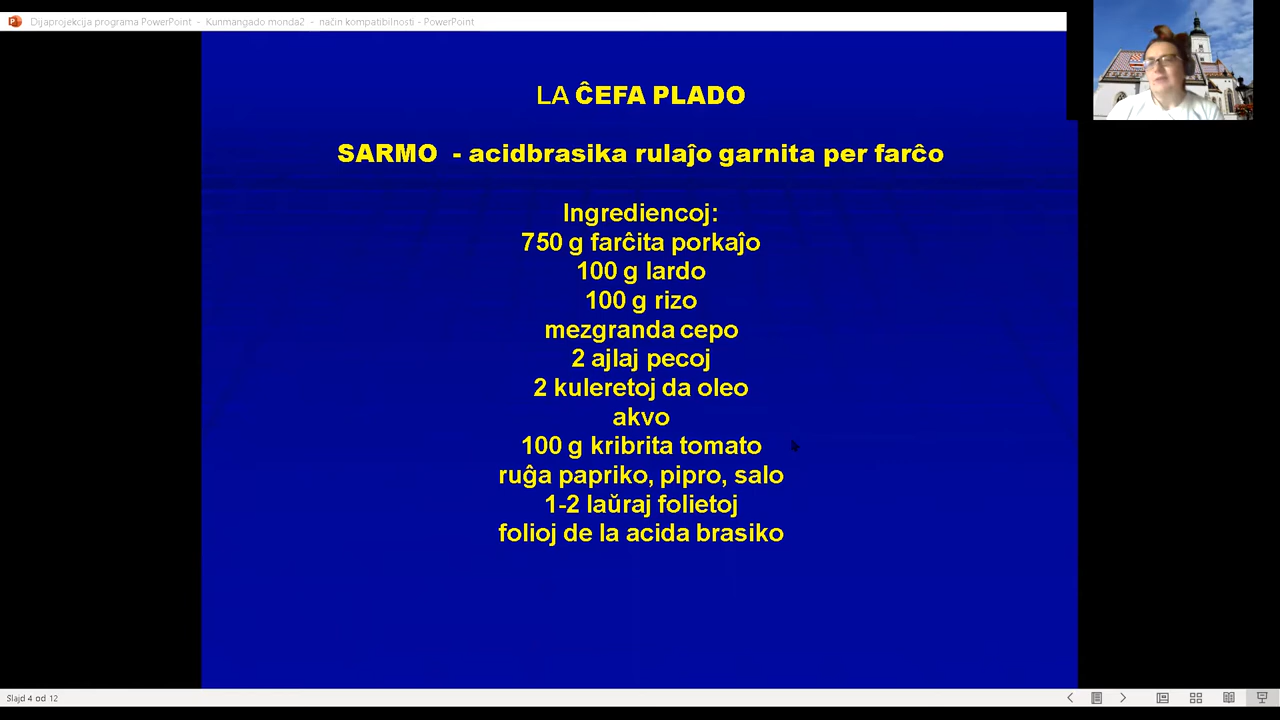 Dijaprojekcija programa PowerPoint - Kunmangado monda2 - način kompatibilnosti - PowerPoint
LA ĈEFA PLADO
SARMO - acidbrasika rulaĵo garnita per farĉo
Ingrediencoj:
750 g farĉita porkaĵo
100 g lardo
100 g rizo
mezgranda cepo
2 ajlaj pecoj
2 kuleretoj da oleo
akvo
100 g kribrita tomato
ruĝa papriko, pipro, salo
1-2 laŭraj folietoj
folioj de la acida brasiko
Slajd 4 od 12